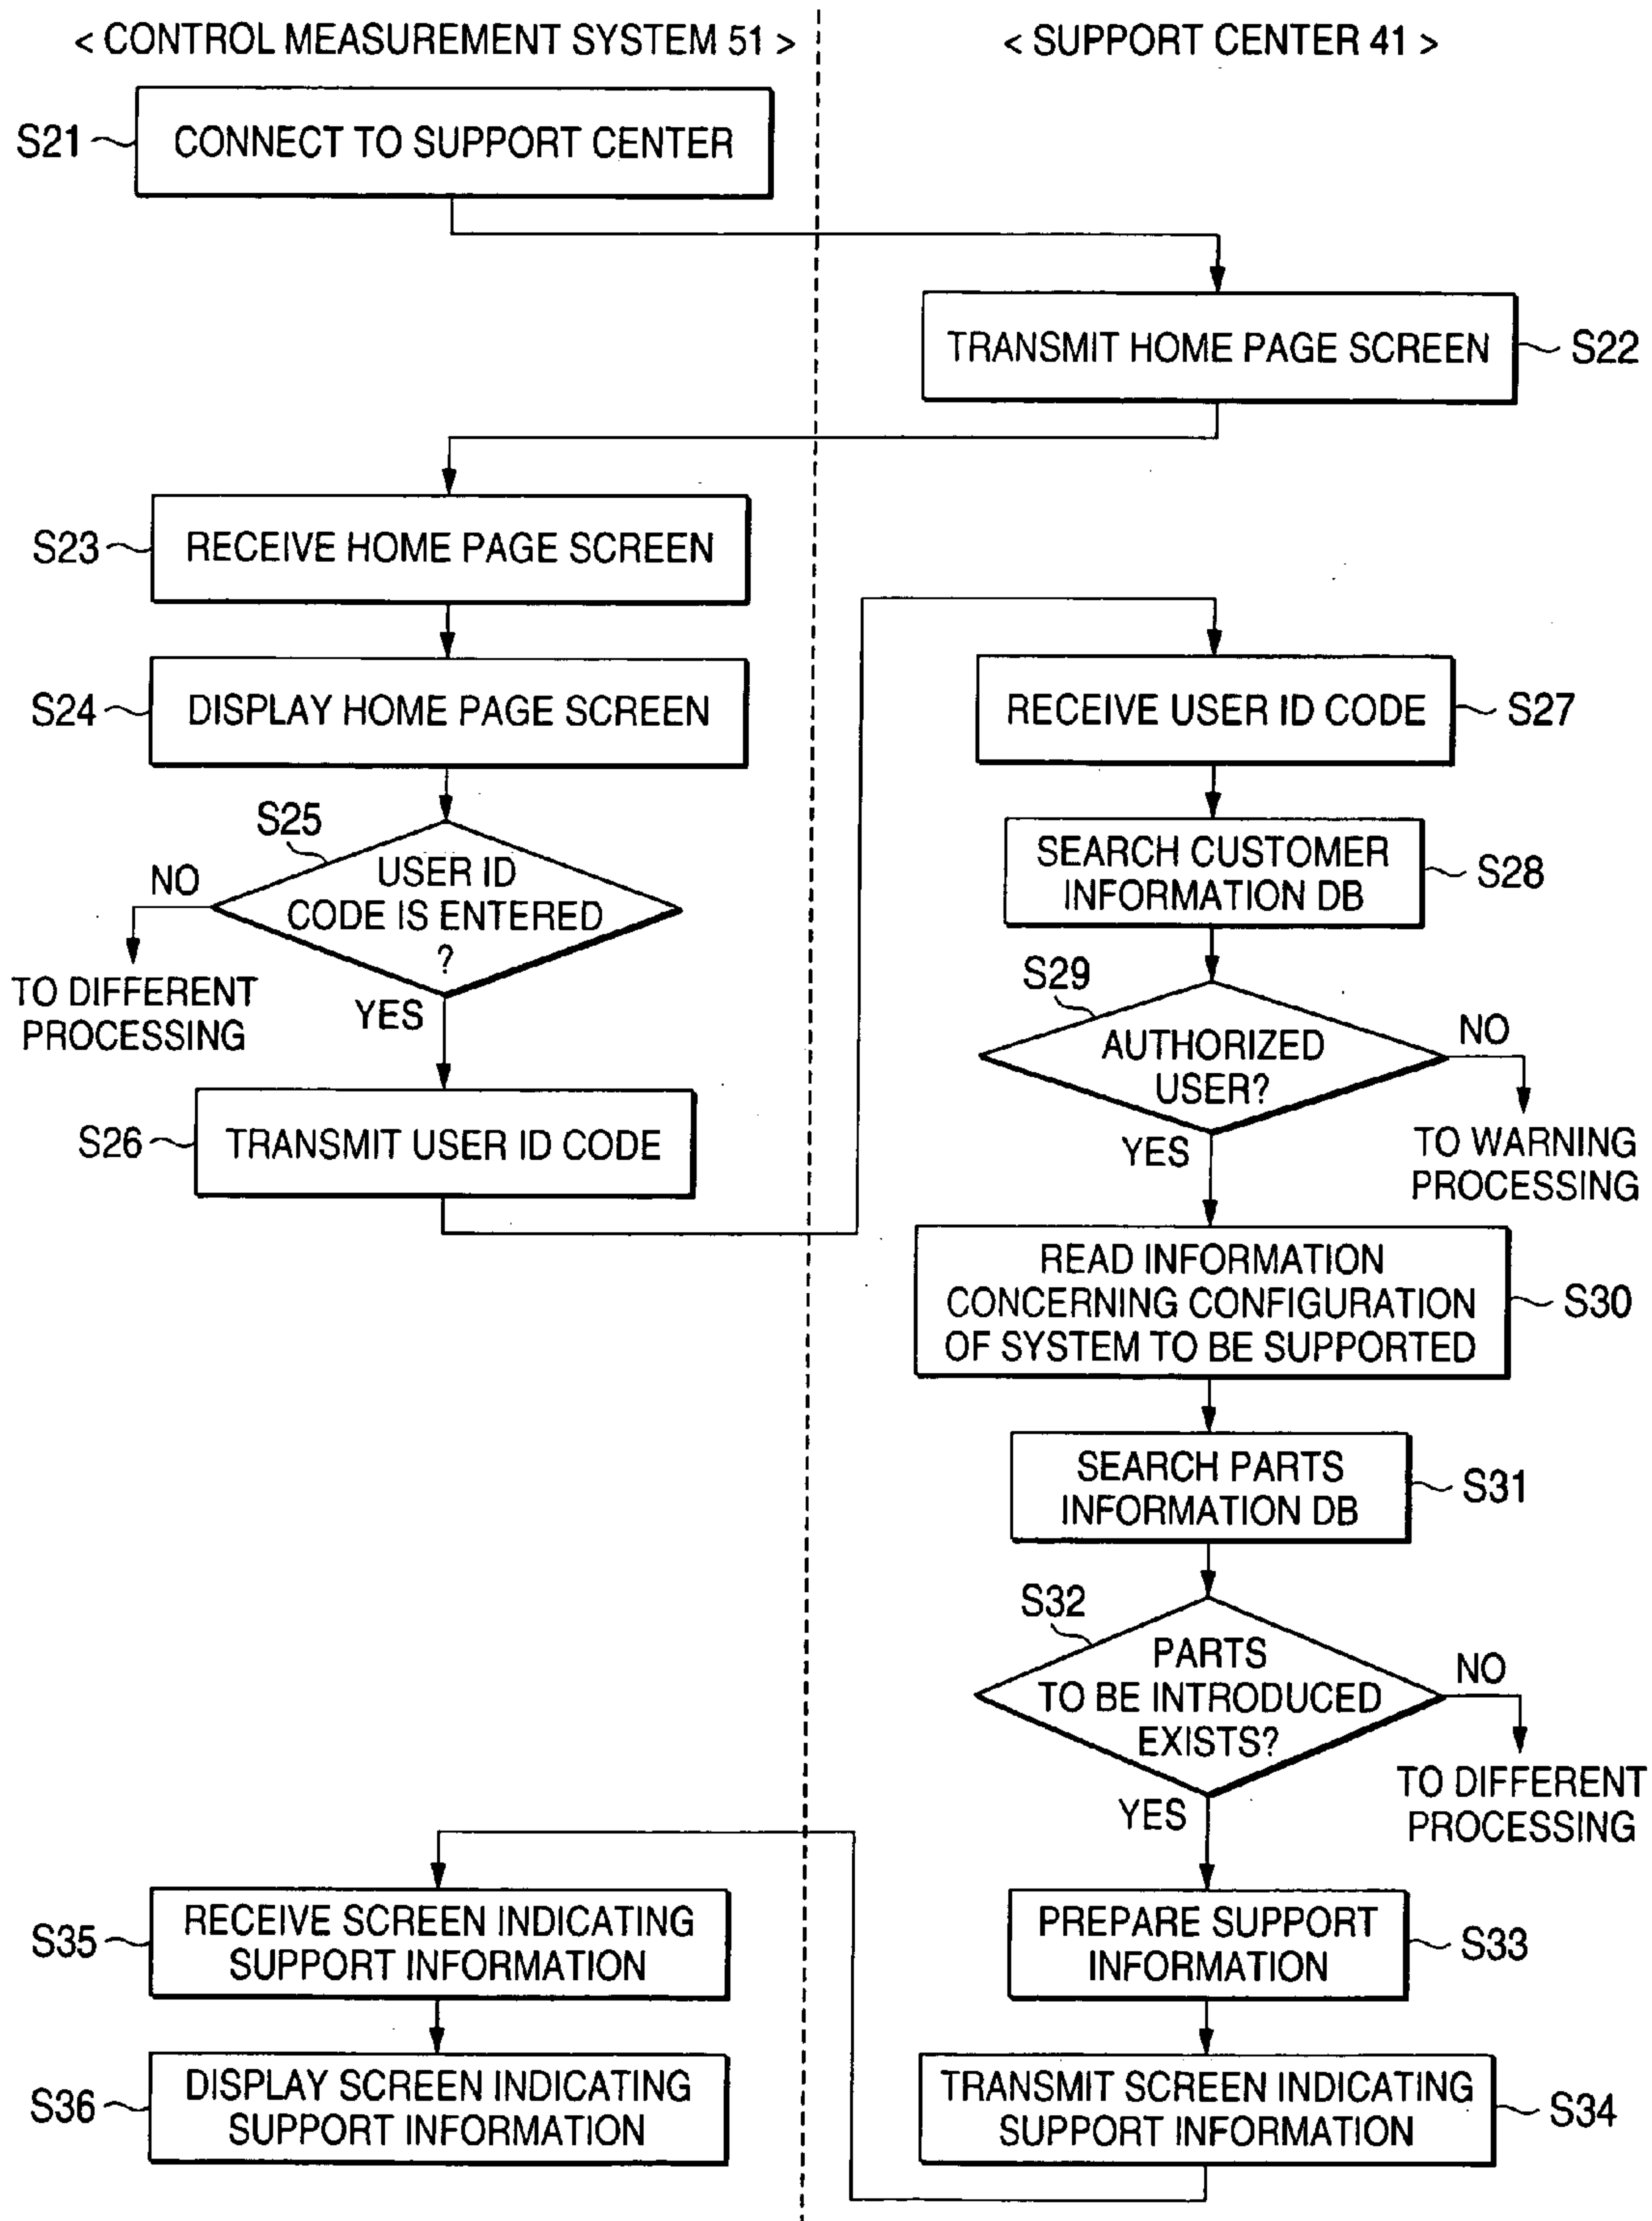 < CONTROL MEASUREMENT SYSTEM 51 >
< SUPPORT CENTER 41 >
S21
CONNECT TO SUPPORT CENTER
TRANSMIT HOME PAGE SCREEN
S22
S23
RECEIVE HOME PAGE SCREEN
S24
DISPLAY HOME PAGE SCREEN
S25
USER ID
CODE IS ENTERED
?
NO
TO DIFFERENT
PROCESSING
YES
S26
TRANSMIT USER ID CODE
RECEIVE USER ID CODE
S27
SEARCH CUSTOMER
INFORMATION DB
S28
S29
AUTHORIZED
USER?
NO
TO WARNING
PROCESSING
YES
READ INFORMATION
CONCERNING CONFIGURATION
OF SYSTEM TO BE SUPPORTED
S30
SEARCH PARTS
INFORMATION DB
S31
S32
PARTS
TO BE INTRODUCED
EXISTS?
NO
TO DIFFERENT
PROCESSING
YES
PREPARE SUPPORT
INFORMATION
S33
TRANSMIT SCREEN INDICATING
SUPPORT INFORMATION
S34
S35
RECEIVE SCREEN INDICATING
SUPPORT INFORMATION
S36
DISPLAY SCREEN INDICATING
SUPPORT INFORMATION